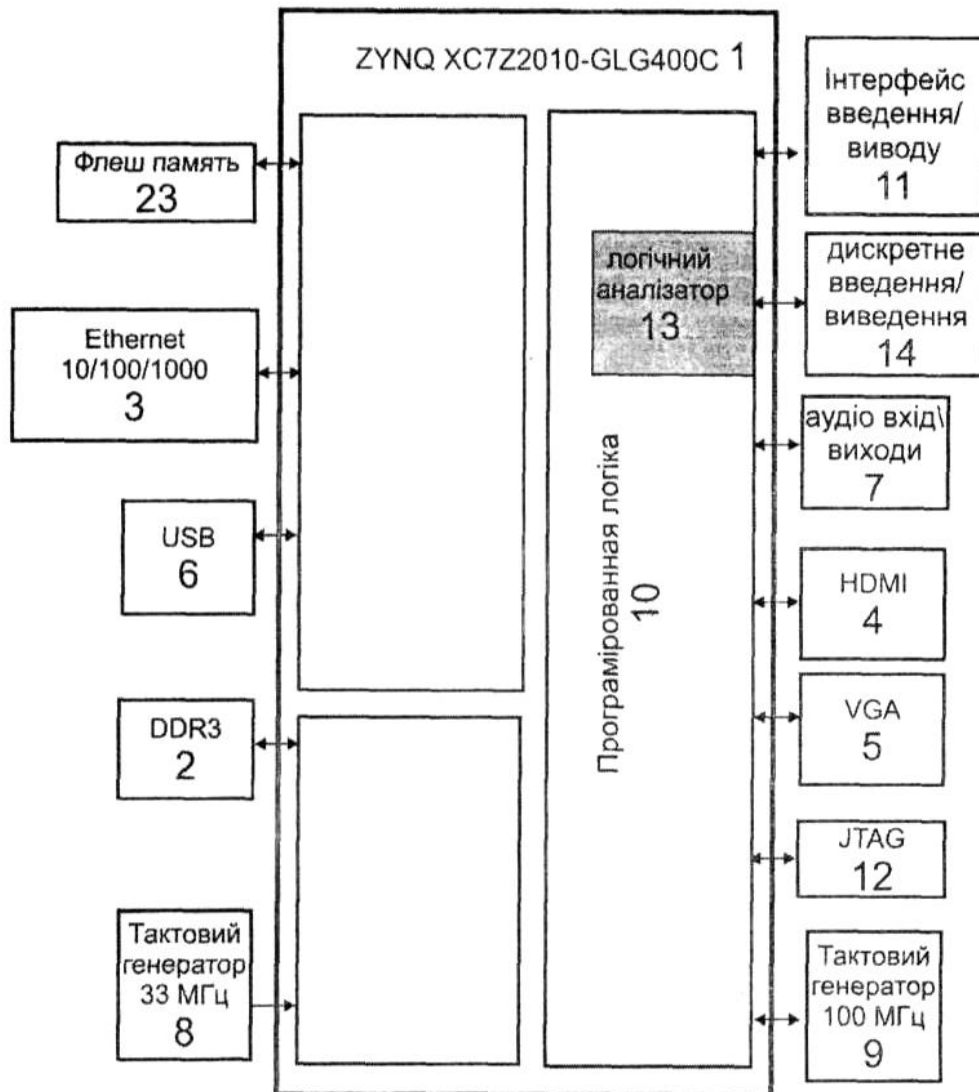 ZYNQ XC7Z2010-GLG400C 1
Флеш память
23
Ethernet
10/100/1000
3
USB
6
DDR3
2
Тактовий
генератор
33 МГц
8
логічний
аналізатор
13
Програмірованная логіка
10
Інтерфейс
введення/
виводу
11
дискретне
введення/
виведення
14
аудіо вхід\
виходи
7
HDMI
4
VGA
5
JTAG
12
Тактовий
генератор
100 МГц
9